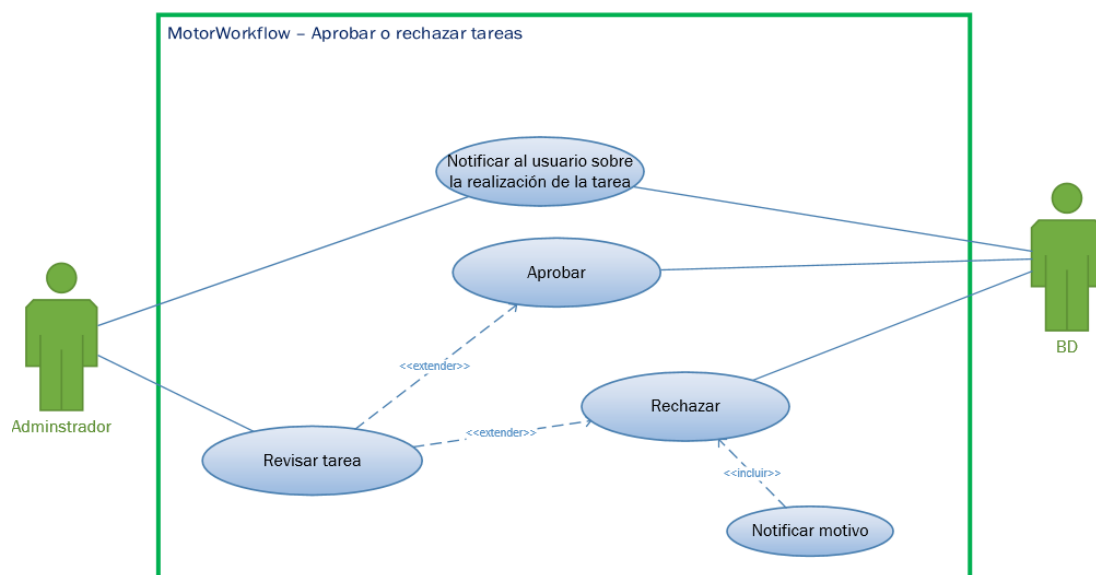 MotorWorkflow – Aprobar o rechazar tareas
Notificar al usuario sobre
la realización de la tarea
Aprobar
<<extender>>
BD
Rechazar
Adminstrador
<<extender>>
Revisar tarea
<<incluir>>
Notificar motivo